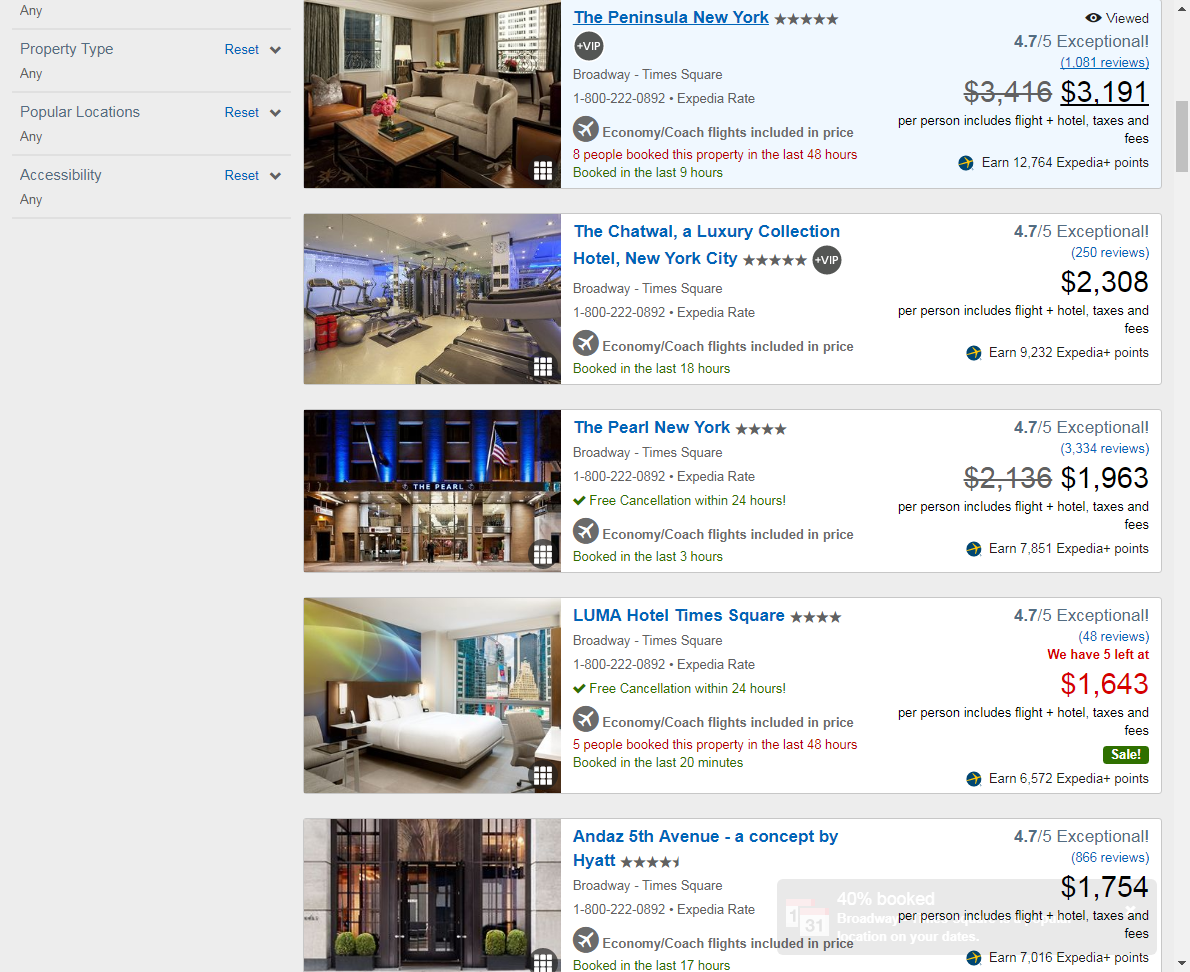 Any
Property Type Reset
Any
Popular Locations Reset
Any
Accessibility Reset
Any
The Peninsula New York
Viewed
+VIP
4.7/5 Exceptional!
(1,081 reviews)
Broadway - Times Square
$3,416 $3,191
1-800-222-0892 • Expedia Rate
per person includes flight + hotel, taxes and
fees
Economy/Coach flights included in price
8 people booked this property in the last 48 hours
Earn 12,764 Expedia+ points
Booked in the last 9 hours
The Chatwal, a Luxury Collection
Hotel, New York City +VIP
4.7/5 Exceptional!
(250 reviews)
Broadway - Times Square
$2,308
1-800-222-0892 • Expedia Rate
per person includes flight + hotel, taxes and
fees
Economy/Coach flights included in price
Earn 9,232 Expedia+ points
Booked in the last 18 hours
THE PEARL
The Pearl New York
4.7/5 Exceptional!
(3,334 reviews)
Broadway - Times Square
$2,136 $1,963
1-800-222-0892 • Expedia Rate
Free Cancellation within 24 hours!
per person includes flight + hotel, taxes and
fees
Economy/Coach flights included in price
Earn 7,851 Expedia+ points
Booked in the last 3 hours
LUMA Hotel Times Square
4.7/5 Exceptional!
(48 reviews)
Broadway - Times Square
We have 5 left at
$1,643
1-800-222-0892 • Expedia Rate
Free Cancellation within 24 hours!
per person includes flight + hotel, taxes and
fees
Economy/Coach flights included in price
5 people booked this property in the last 48 hours
Sale!
Booked in the last 20 minutes
Earn 6,572 Expedia+ points
Andaz 5th Avenue - a concept by
Hyatt
4.7/5 Exceptional!
(866 reviews)
Broadway - Times Square
$1,754
1-800-222-0892 • Expedia Rate
per person includes flight + hotel, taxes and
fees
Economy/Coach flights included in price
Earn 7,016 Expedia+ points
Booked in the last 17 hours
1
31
40% booked
Broadway
location on your dates.